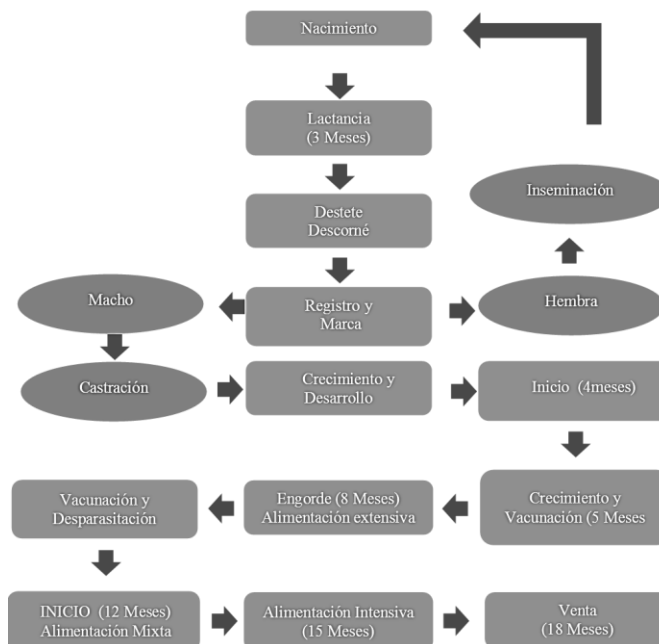 Nacimiento
Lactancia
(3 Meses)
Destete
Descorné
Inseminación
Macho
Registro y
Marca
Hembra
Castración
Crecimiento y
Desarrollo
Inicio (4meses)
Vacunación y
Desparasitación
Engorde (8 Meses)
Alimentación extensiva
Crecimiento y
Vacunación (5 Meses
INICIO (12 Meses)
Alimentación Mixta
Alimentación Intensiva
(15 Meses)
Venta
(18 Meses)